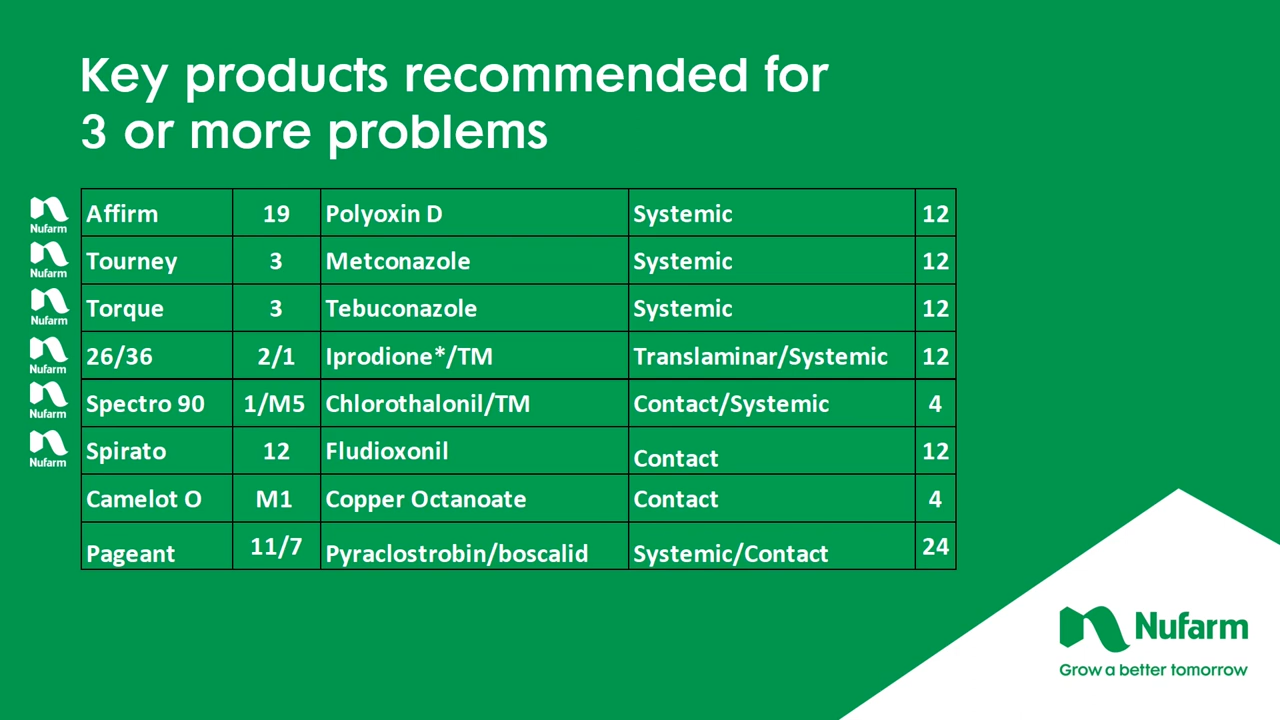 Key products recommended for
3 or more problems
Nufarm Affirm 19 Polyoxin D Systemic 12
Nufarm Tourney 3 Metconazole Systemic 12
Nufarm Torque 3 Tebuconazole Systemic 12
Nufarm 26/36 2/1 Iprodione*/TM Translaminar/Systemic 12
Nufarm Spectro 90 1/M5 Chlorothalonil/TM Contact/Systemic 4
Nufarm Spirato 12 Fludioxonil Contact 12
Camelot O M1 Copper Octanoate Contact 4
Pageant 11/7 Pyraclostrobin/boscalid Systemic/Contact 24
Nufarm
Grow a better tomorrow